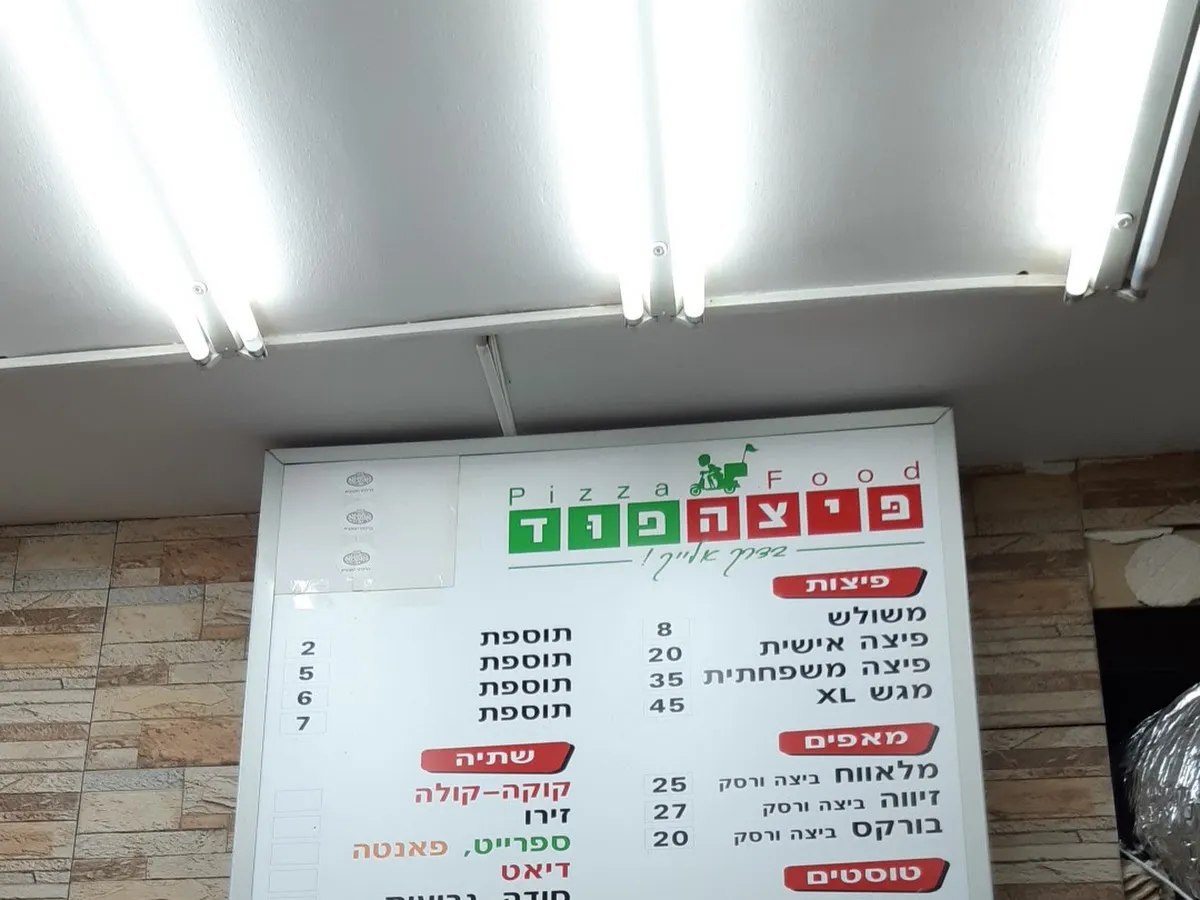 Pizza Food
פיצה פוד
בדרך אלייך!
פיצות
משולש 8
פיצה אישית 20
פיצה משפחתית 35
מגש XL 45
תוספת 2
תוספת 5
תוספת 6
תוספת 7
מאפים
מלאווח ביצה ורסק 25
זיווה ביצה ורסק 27
בורקס ביצה ורסק 20
טוסטים
שתיה
קוקה-קולה
זירו
ספרייט, פאנטה
דיאט